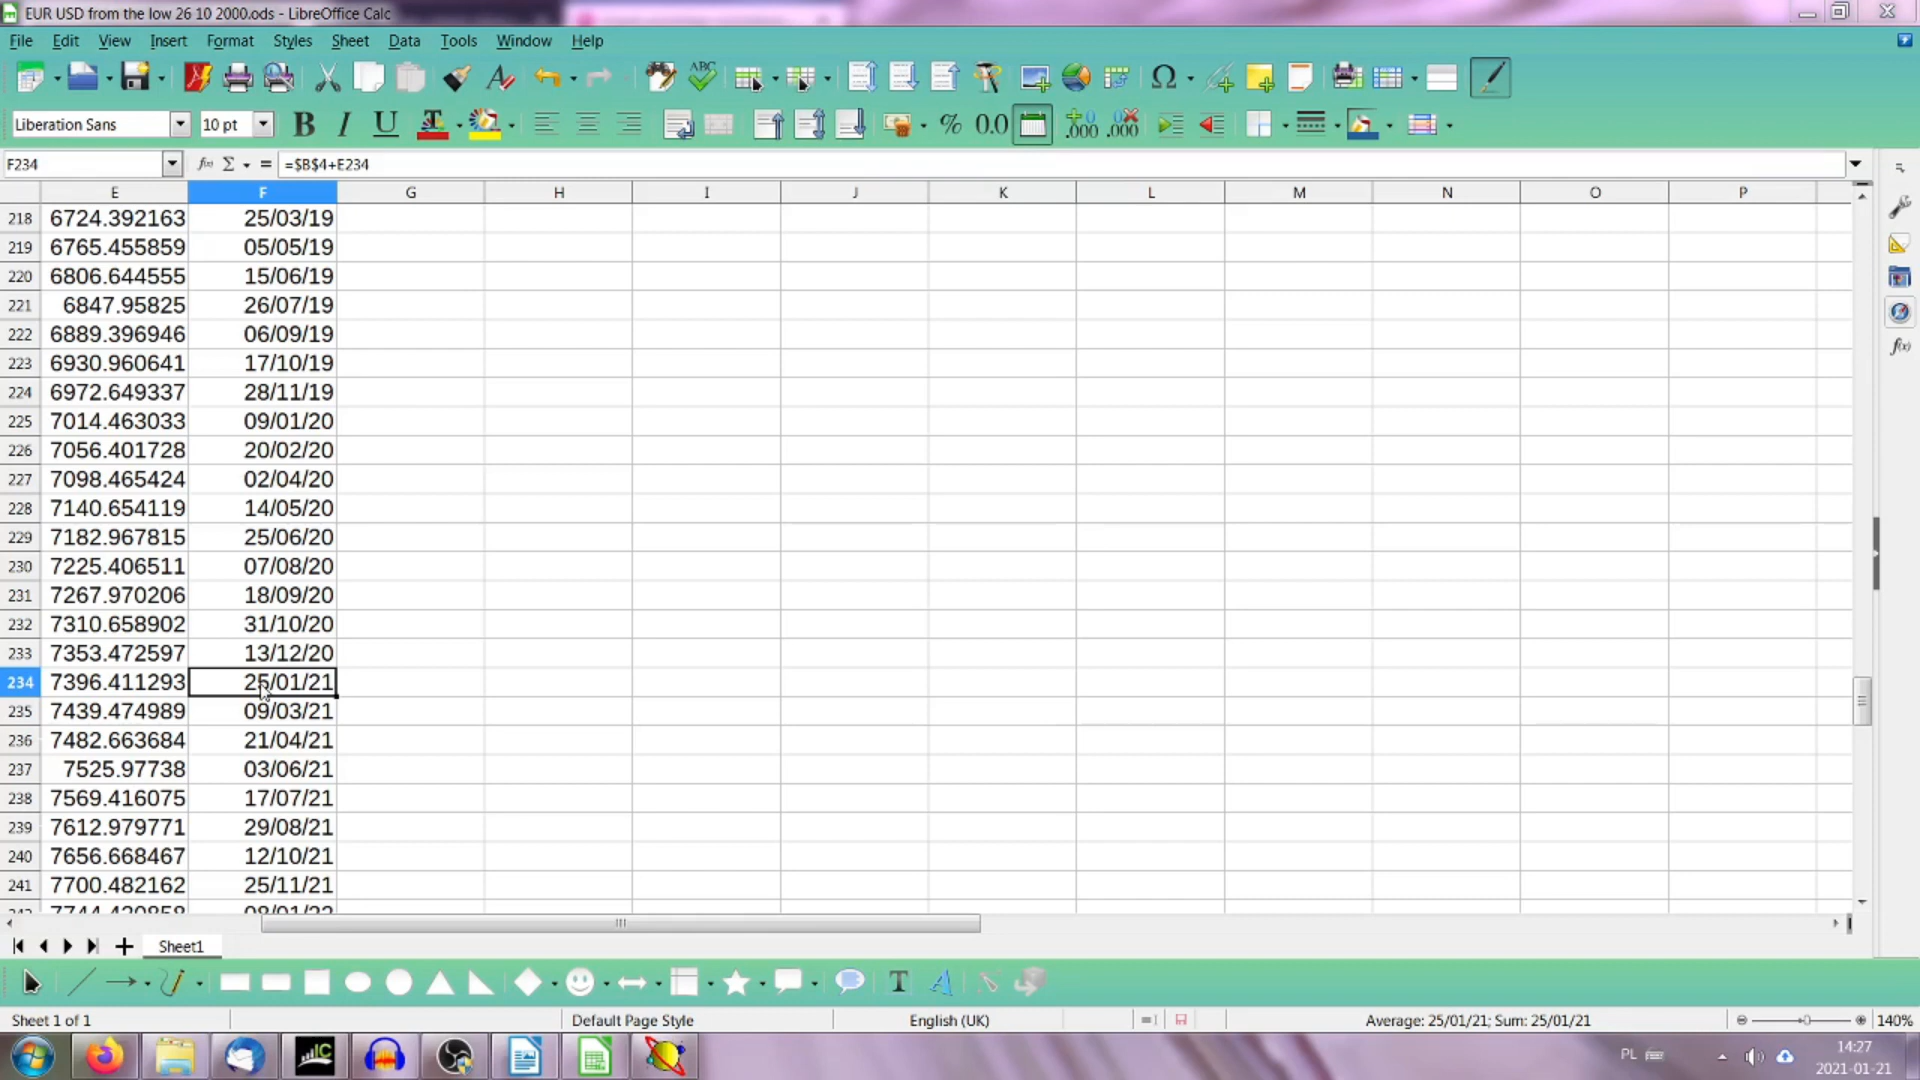 EUR USD from the low 26 10 2000.ods - LibreOffice Calc
File Edit View Insert Format Styles Sheet Data Tools Window Help
Liberation Sans 10 pt
F234 =$B$4+E234
E F G H I J K L M N O P
218 6724.392163 25/03/19
219 6765.455859 05/05/19
220 6806.644555 15/06/19
221 6847.95825 26/07/19
222 6889.396946 06/09/19
223 6930.960641 17/10/19
224 6972.649337 28/11/19
225 7014.463033 09/01/20
226 7056.401728 20/02/20
227 7098.465424 02/04/20
228 7140.654119 14/05/20
229 7182.967815 25/06/20
230 7225.406511 07/08/20
231 7267.970206 18/09/20
232 7310.658902 31/10/20
233 7353.472597 13/12/20
234 7396.411293 25/01/21
235 7439.474989 09/03/21
236 7482.663684 21/04/21
237 7525.97738 03/06/21
238 7569.416075 17/07/21
239 7612.979771 29/08/21
240 7656.668467 12/10/21
241 7700.482162 25/11/21
242 7744.420858 08/01/22
Sheet1
Sheet 1 of 1 Default Page Style English (UK) Average: 25/01/21; Sum: 25/01/21 140%
PL 14:27
2021-01-21